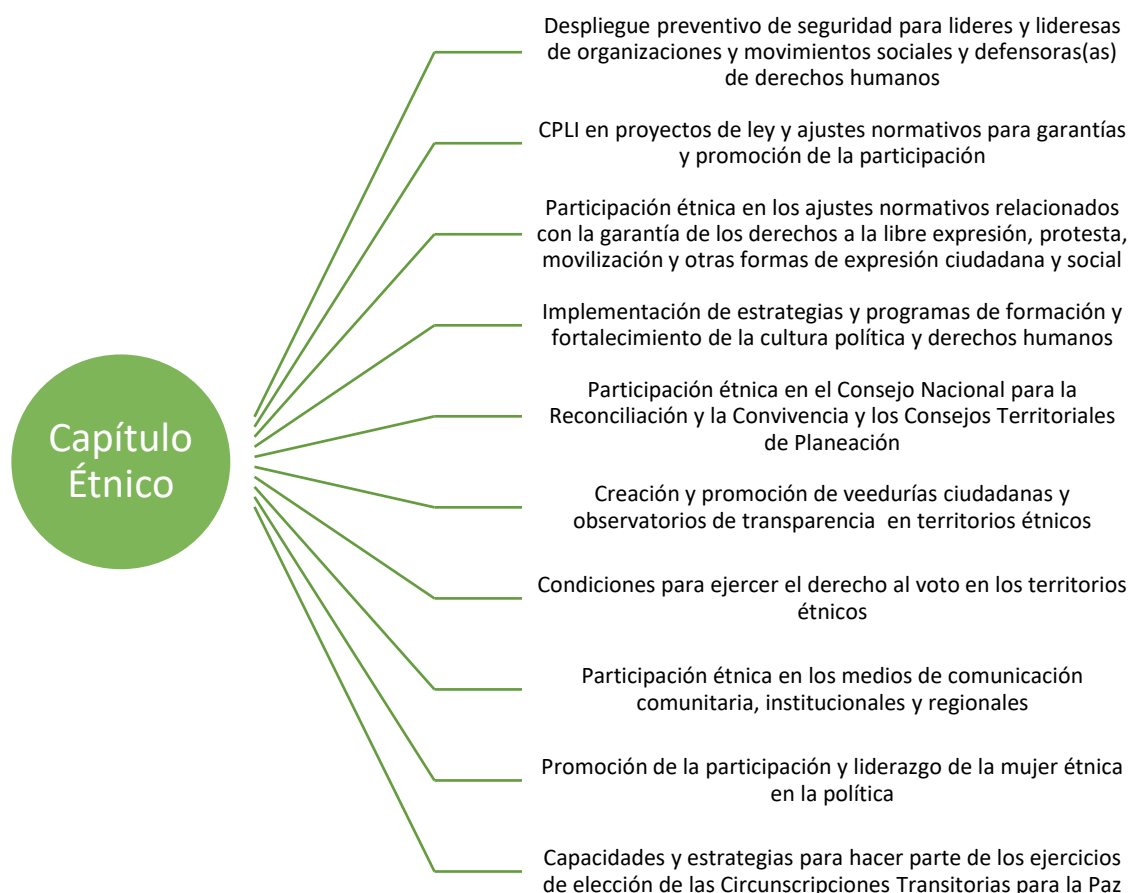 Capítulo
Étnico
Despliegue preventivo de seguridad para lideres y lideresas
de organizaciones y movimientos sociales y defensoras(as)
de derechos humanos
CPLI en proyectos de ley y ajustes normativos para garantías
y promoción de la participación
Participación étnica en los ajustes normativos relacionados
con la garantía de los derechos a la libre expresión, protesta,
movilización y otras formas de expresión ciudadana y social
Implementación de estrategias y programas de formación y
fortalecimiento de la cultura política y derechos humanos
Participación étnica en el Consejo Nacional para la
Reconciliación y la Convivencia y los Consejos Territoriales
de Planeación
Creación y promoción de veedurías ciudadanas y
observatorios de transparencia en territorios étnicos
Condiciones para ejercer el derecho al voto en los territorios
étnicos
Participación étnica en los medios de comunicación
comunitaria, institucionales y regionales
Promoción de la participación y liderazgo de la mujer étnica
en la política
Capacidades y estrategias para hacer parte de los ejercicios
de elección de las Circunscripciones Transitorias para la Paz